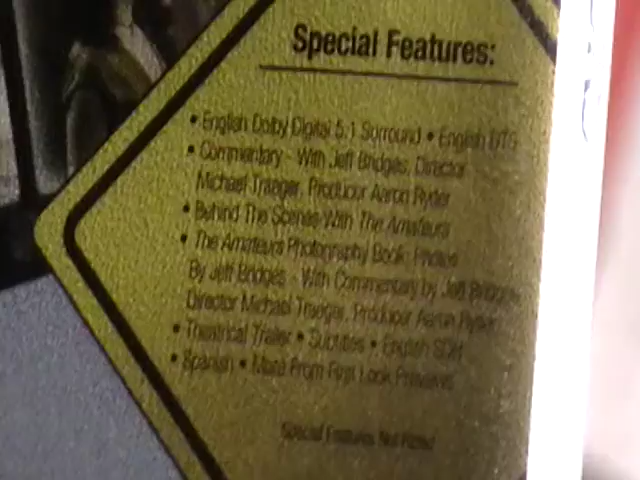 Special Features:
• English Dolby Digital 5.1 Surround • English DTS
• Commentary - With Jeff Bridges, Director
Michael Traeger, Producer Aaron Ryder
• Behind The Scenes With The Amateurs
• The Amateurs Photography Book: Photos
By Jeff Bridges - With Commentary by Jeff Bridges
Director Michael Traeger, Producer Aaron Ryder
• Theatrical Trailer • Subtitles • English SDH
• Spanish • More From First Look Previews
Special Features Not Rated